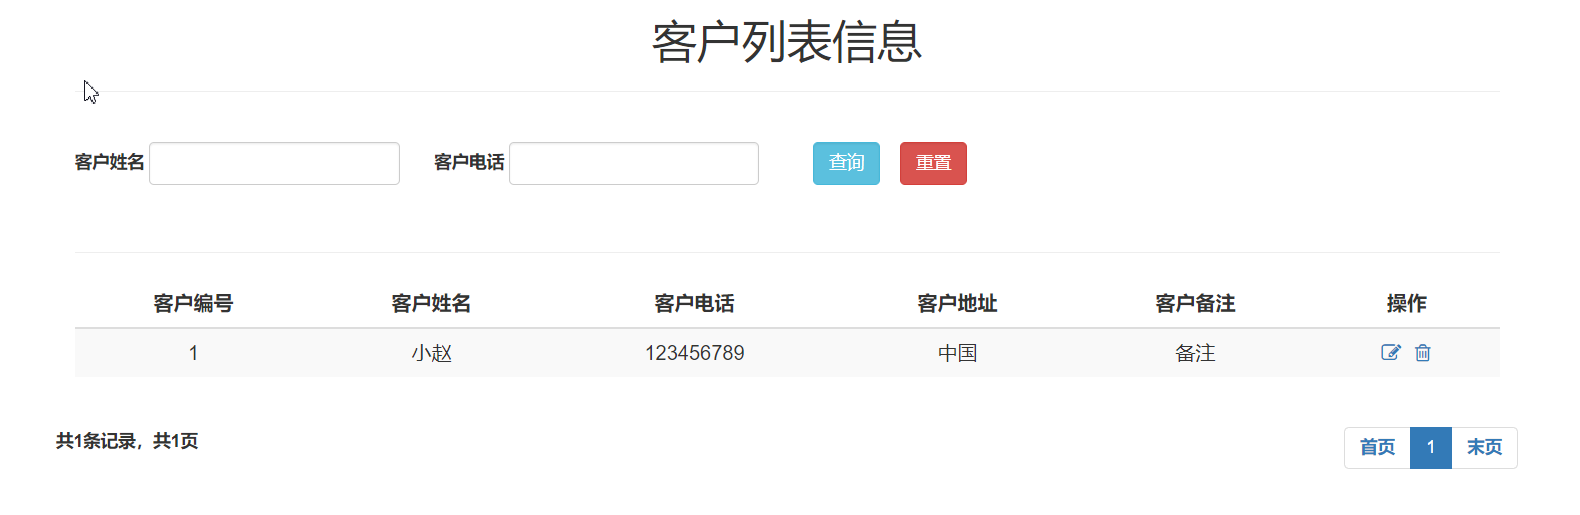 客户列表信息
客户姓名 客户电话 查询 重置
客户编号 客户姓名 客户电话 客户地址 客户备注 操作
1 小赵 123456789 中国 备注
共1条记录，共1页 首页 1 末页